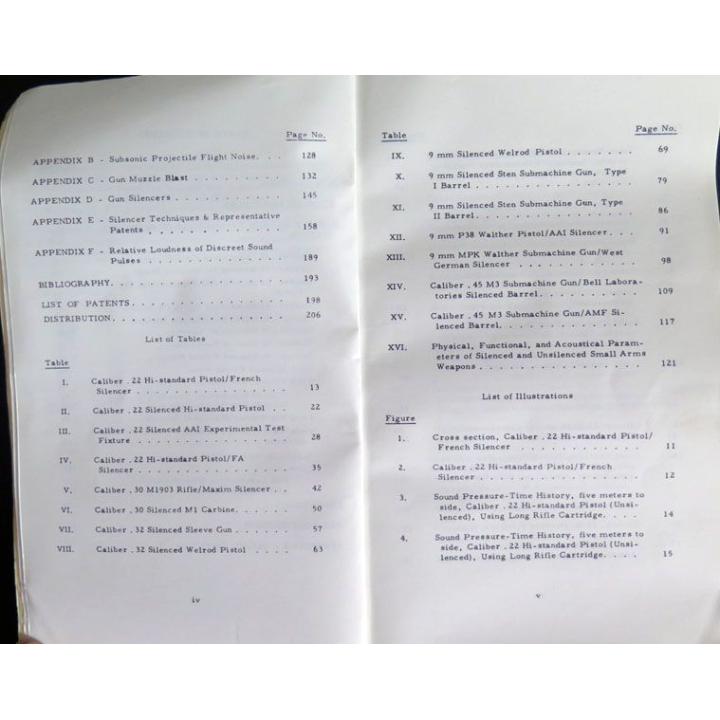 Page No.
APPENDIX B - Subsonic Projectile Flight Noise. . . 128
APPENDIX C - Gun Muzzle Blast . . . . . . . . . . 132
APPENDIX D - Gun Silencers . . . . . . . . . . . . 145
APPENDIX E - Silencer Techniques & Representative
Patents . . . . . . . . . . . . . 158
APPENDIX F - Relative Loudness of Discreet Sound
Pulses . . . . . . . . . . . . . 189
BIBLIOGRAPHY. . . . . . . . . . . . . . . . . . 193
LIST OF PATENTS. . . . . . . . . . . . . . . . 198
DISTRIBUTION. . . . . . . . . . . . . . . . . . 206
List of Tables
Table
I. Caliber .22 Hi-standard Pistol/French
Silencer . . . . . . . . . . . . . . . 13
II. Caliber .22 Silenced Hi-standard Pistol . . 22
III. Caliber .22 Silenced AAI Experimental Test
Fixture . . . . . . . . . . . . . . . 28
IV. Caliber .22 Hi-standard Pistol/FA
Silencer . . . . . . . . . . . . . . . 35
V. Caliber .30 M1903 Rifle/Maxim Silencer . . 42
VI. Caliber .30 Silenced M1 Carbine. . . . . . 50
VII. Caliber .32 Silenced Sleeve Gun . . . . . . 57
VIII. Caliber .32 Silenced Welrod Pistol . . . . 63
iv
Table Page No.
IX. 9 mm Silenced Welrod Pistol . . . . . . . 69
X. 9 mm Silenced Sten Submachine Gun, Type
I Barrel . . . . . . . . . . . . . . . . 79
XI. 9 mm Silenced Sten Submachine Gun, Type
II Barrel. . . . . . . . . . . . . . . . 86
XII. 9 mm P38 Walther Pistol/AAI Silencer. . . 91
XIII. 9 mm MPK Walther Submachine Gun/West
German Silencer . . . . . . . . . . . . 98
XIV. Caliber .45 M3 Submachine Gun/Bell Labora-
tories Silenced Barrel. . . . . . . . . . 109
XV. Caliber .45 M3 Submachine Gun/AMF Si-
lenced Barrel. . . . . . . . . . . . . . 117
XVI. Physical, Functional, and Acoustical Param-
eters of Silenced and Unsilenced Small Arms
Weapons . . . . . . . . . . . . . . . . 121
List of Illustrations
Figure
1. Cross section, Caliber .22 Hi-standard Pistol/
French Silencer . . . . . . . . . . . . 11
2. Caliber .22 Hi-standard Pistol/French
Silencer . . . . . . . . . . . . . . . . 12
3. Sound Pressure-Time History, five meters to
side, Caliber .22 Hi-standard Pistol (Unsi-
lenced), Using Long Rifle Cartridge. . . . 14
4. Sound Pressure-Time History, five meters to
side, Caliber .22 Hi-standard Pistol (Unsi-
lenced), Using Long Rifle Cartridge. . . . 15
v